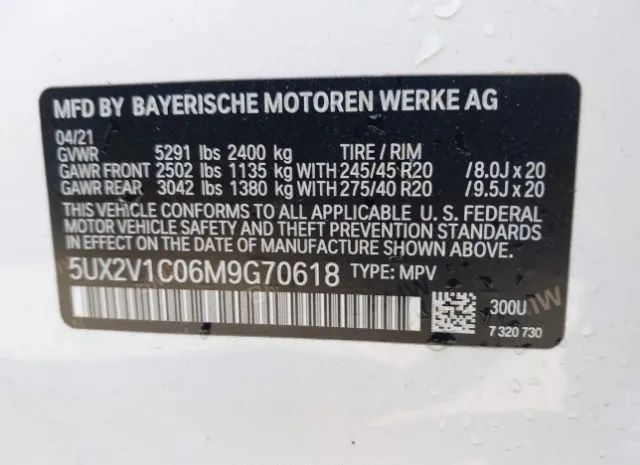 MFD BY BAYERISCHE MOTOREN WERKE AG
04/21
GVWR 5291 lbs 2400 kg TIRE / RIM
GAWR FRONT 2502 lbs 1135 kg WITH 245/45 R20 /8.0J x 20
GAWR REAR 3042 lbs 1380 kg WITH 275/40 R20 /9.5J x 20
THIS VEHICLE CONFORMS TO ALL APPLICABLE U. S. FEDERAL
MOTOR VEHICLE SAFETY AND THEFT PREVENTION STANDARDS
IN EFFECT ON DATE OF MANUFACTURE SHOWN ABOVE.
5UX2V1C06M9G70618 TYPE: MPV
300U
7 320 730